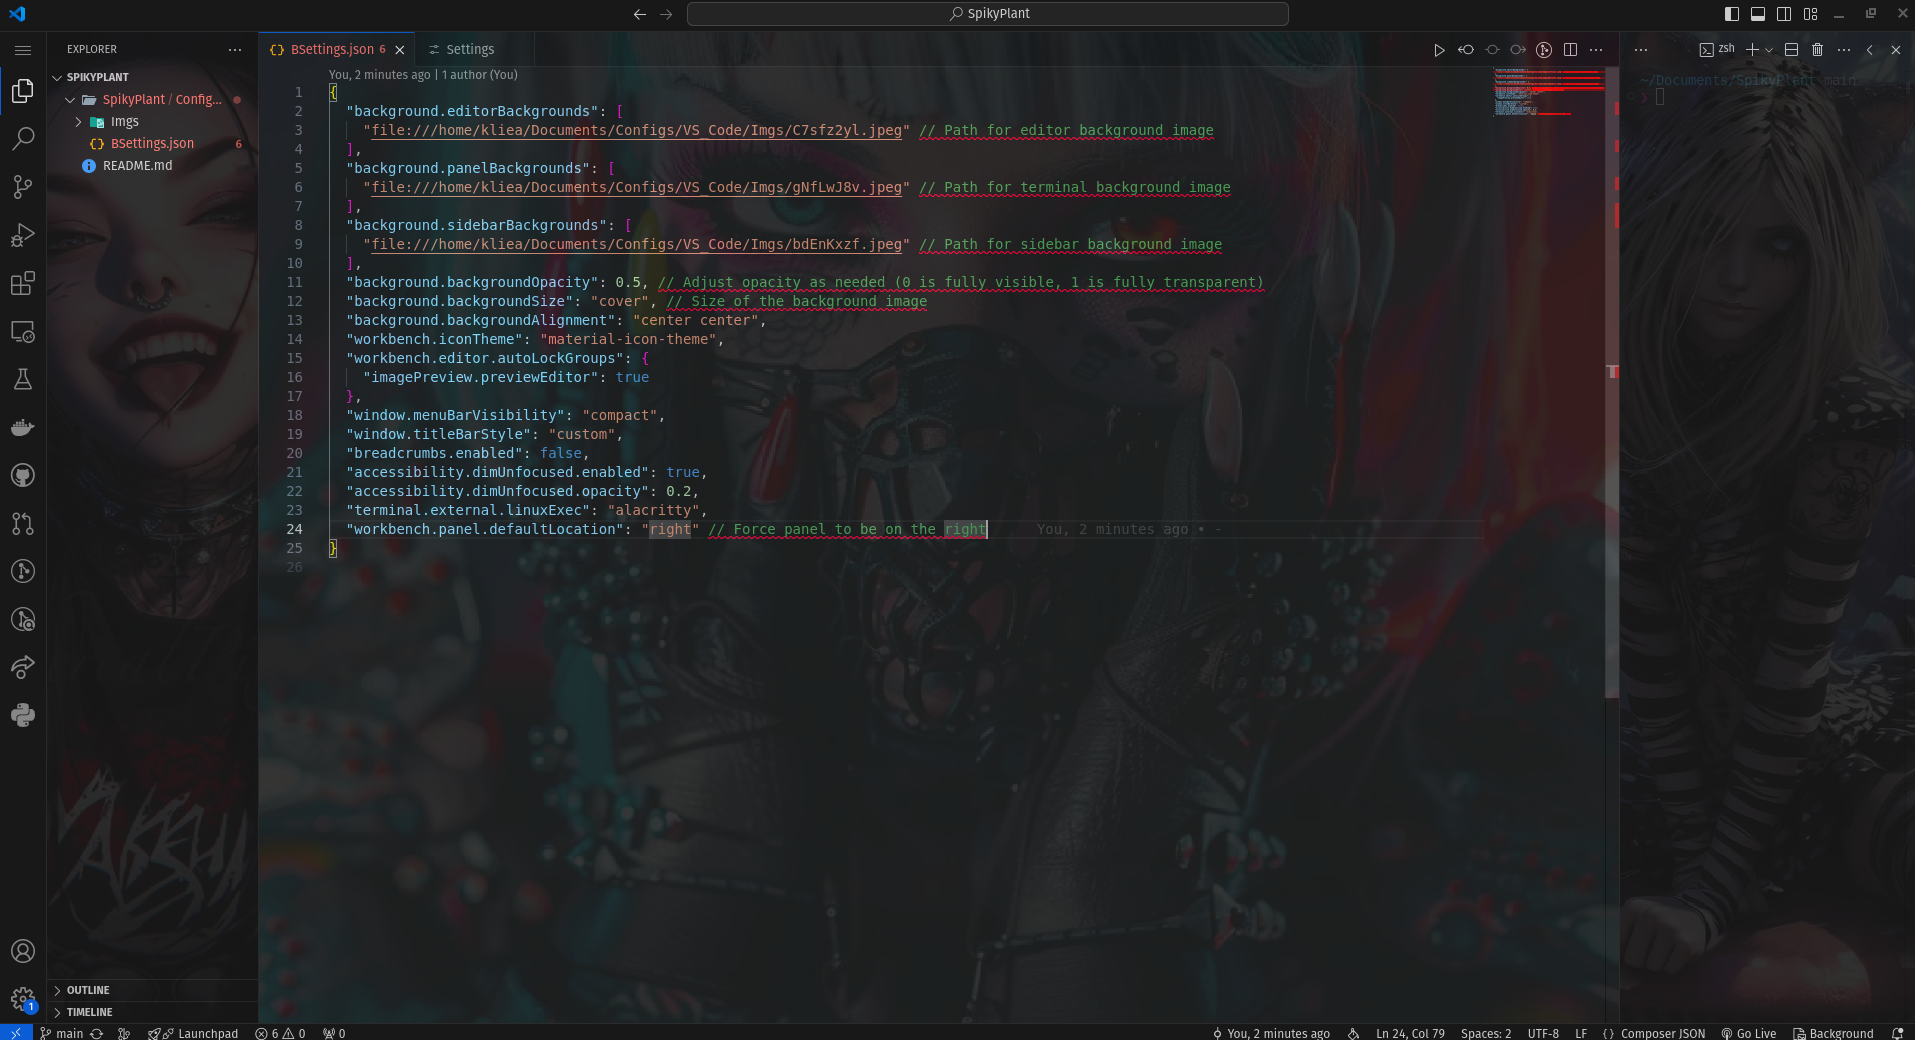 SpikyPlant
EXPLORER
BSettings.json 6
Settings
zsh
SPIKYPLANT
SpikyPlant / Config...
Imgs
BSettings.json 6
README.md
OUTLINE
TIMELINE
You, 2 minutes ago | 1 author (You)
1 {
2 "background.editorBackgrounds": [
3 "file:///home/kliea/Documents/Configs/VS_Code/Imgs/C7sfz2yl.jpeg" // Path for editor background image
4 ],
5 "background.panelBackgrounds": [
6 "file:///home/kliea/Documents/Configs/VS_Code/Imgs/gNfLwJ8v.jpeg" // Path for terminal background image
7 ],
8 "background.sidebarBackgrounds": [
9 "file:///home/kliea/Documents/Configs/VS_Code/Imgs/bdEnKxzf.jpeg" // Path for sidebar background image
10 ],
11 "background.backgroundOpacity": 0.5, // Adjust opacity as needed (0 is fully visible, 1 is fully transparent)
12 "background.backgroundSize": "cover", // Size of the background image
13 "background.backgroundAlignment": "center center",
14 "workbench.iconTheme": "material-icon-theme",
15 "workbench.editor.autoLockGroups": {
16 "imagePreview.previewEditor": true
17 },
18 "window.menuBarVisibility": "compact",
19 "window.titleBarStyle": "custom",
20 "breadcrumbs.enabled": false,
21 "accessibility.dimUnfocused.enabled": true,
22 "accessibility.dimUnfocused.opacity": 0.2,
23 "terminal.external.linuxExec": "alacritty",
24 "workbench.panel.defaultLocation": "right" // Force panel to be on the right You, 2 minutes ago • -
25 }
26
~/Documents/SpikyPlant main
1
main
Launchpad
6 0
0
You, 2 minutes ago
Ln 24, Col 79
Spaces: 2
UTF-8
LF
{ } Composer JSON
Go Live
Background